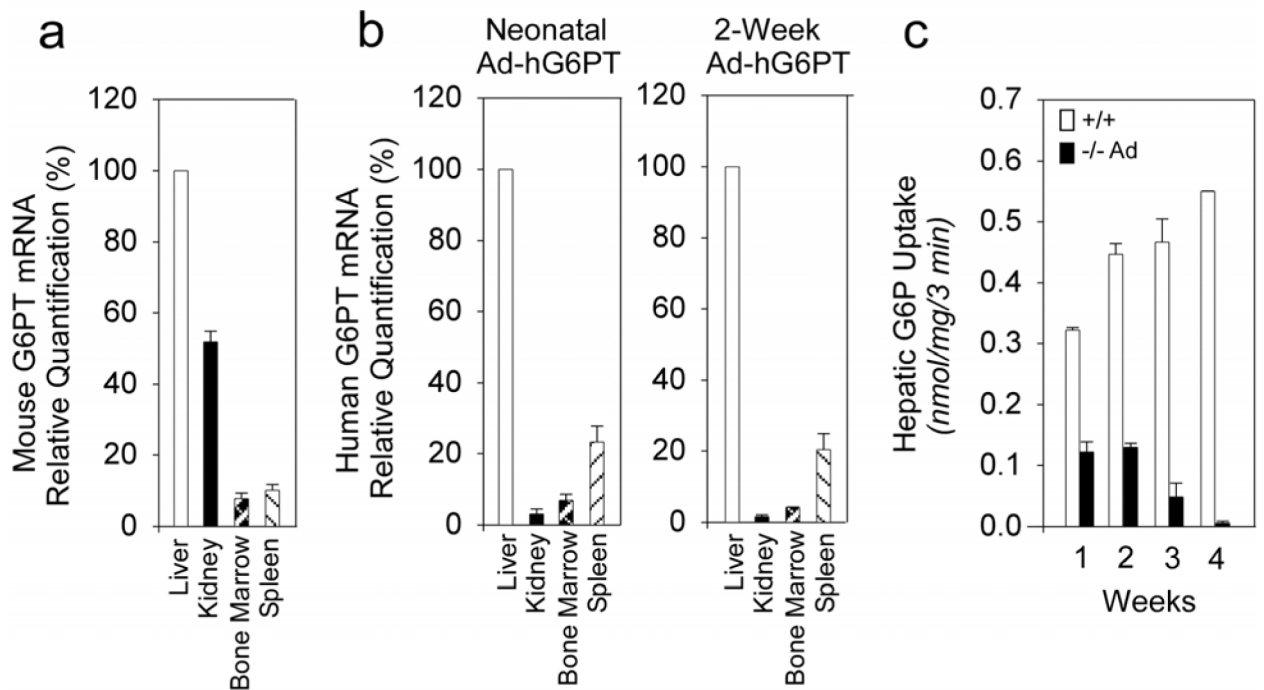 a
Mouse G6PT mRNA
Relative Quantification (%)
120
100
80
60
40
20
0
Liver
Kidney
Bone Marrow
Spleen
b
Neonatal
Ad-hG6PT
Human G6PT mRNA
Relative Quantification (%)
120
100
80
60
40
20
0
Liver
Kidney
Bone Marrow
Spleen
2-Week
Ad-hG6PT
120
100
80
60
40
20
0
Liver
Kidney
Bone Marrow
Spleen
c
Hepatic G6P Uptake
(nmol/mg/3 min)
0.7
0.6
0.5
0.4
0.3
0.2
0.1
0.0
+/+
-/- Ad
1 2 3 4
Weeks